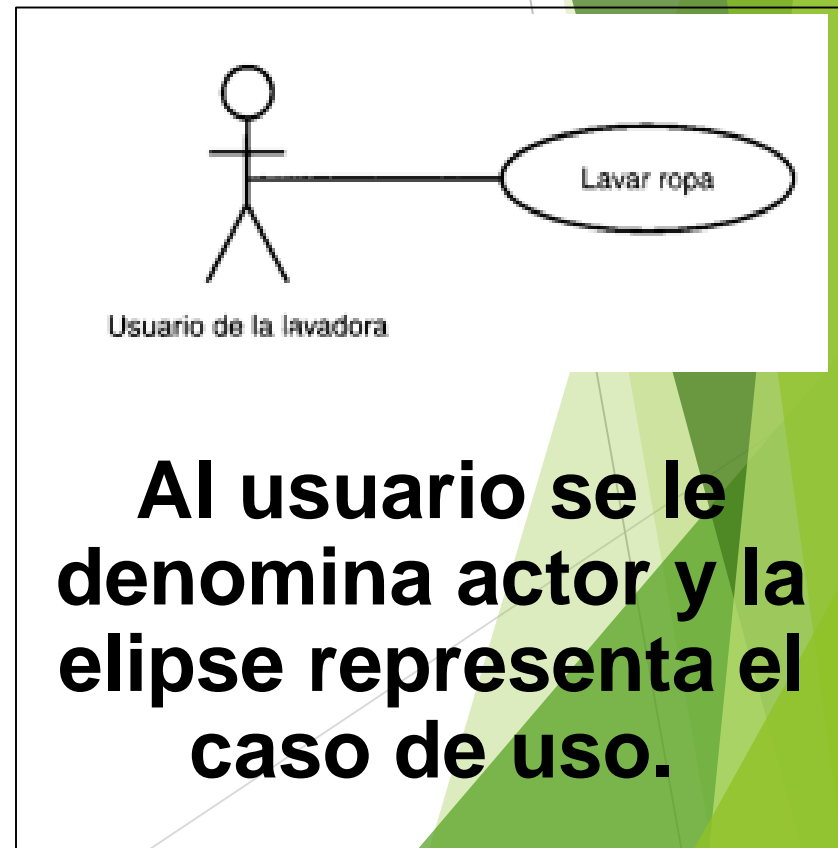 Lavar ropa
Usuario de la lavadora
Al usuario se le
denomina actor y la
elipse representa el
caso de uso.